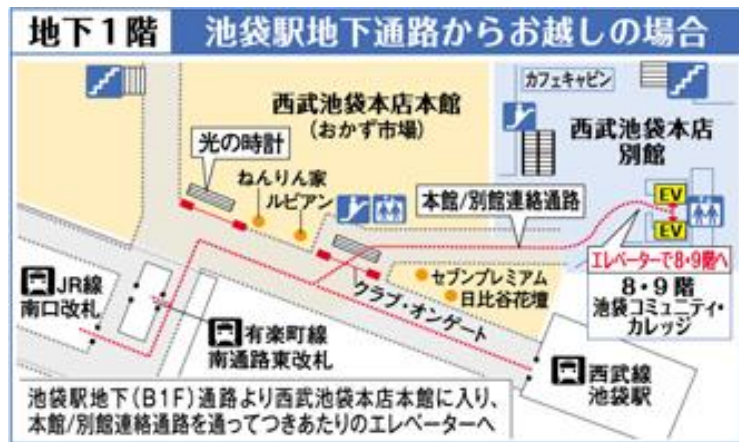 地下1階
池袋駅地下通路からお越しの場合
カフェキャビン
西武池袋本店本館
(おかず市場)
西武池袋本店
別館
光の時計
ねんりん家
ルビアン
本館/別館連絡通路
EV
EV
エレベーターで8・9階へ
8・9階
池袋コミュニティ・
カレッジ
セブンプレミアム
日比谷花壇
クラブ・オンゲート
JR線
南口改札
有楽町線
南通路東改札
西武線
池袋駅
池袋駅地下(B1F)通路より西武池袋本店本館に入り、
本館/別館連絡通路を通ってつきあたりのエレベーターへ